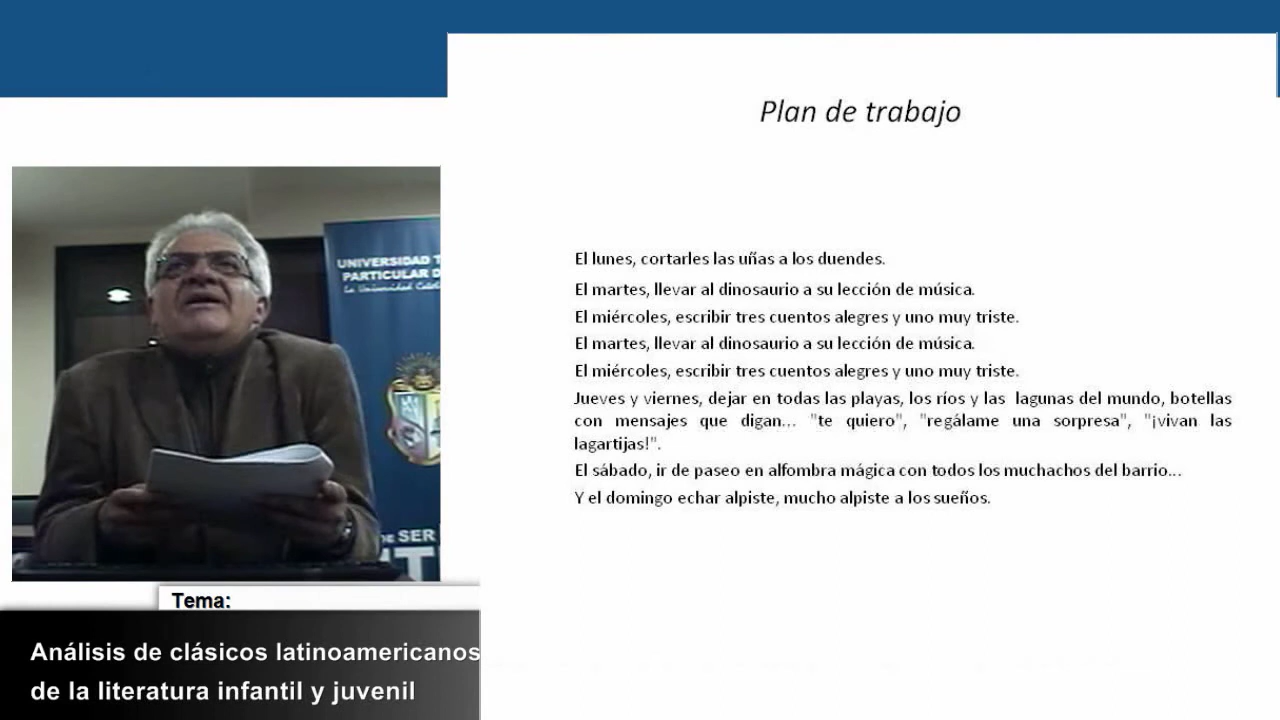 Plan de trabajo
El lunes, cortarles las uñas a los duendes.
El martes, llevar al dinosaurio a su lección de música.
El miércoles, escribir tres cuentos alegres y uno muy triste.
El martes, llevar al dinosaurio a su lección de música.
El miércoles, escribir tres cuentos alegres y uno muy triste.
Jueves y viernes, dejar en todas las playas, los ríos y las lagunas del mundo, botellas
con mensajes que digan... "te quiero", "regálame una sorpresa", "¡vivan las
lagartijas!".
El sábado, ir de paseo en alfombra mágica con todos los muchachos del barrio...
Y el domingo echar alpiste, mucho alpiste a los sueños.
UNIVERSIDAD T
PARTICULAR D
La Universidad Catól
DE SER
Tema:
Análisis de clásicos latinoamericanos
de la literatura infantil y juvenil